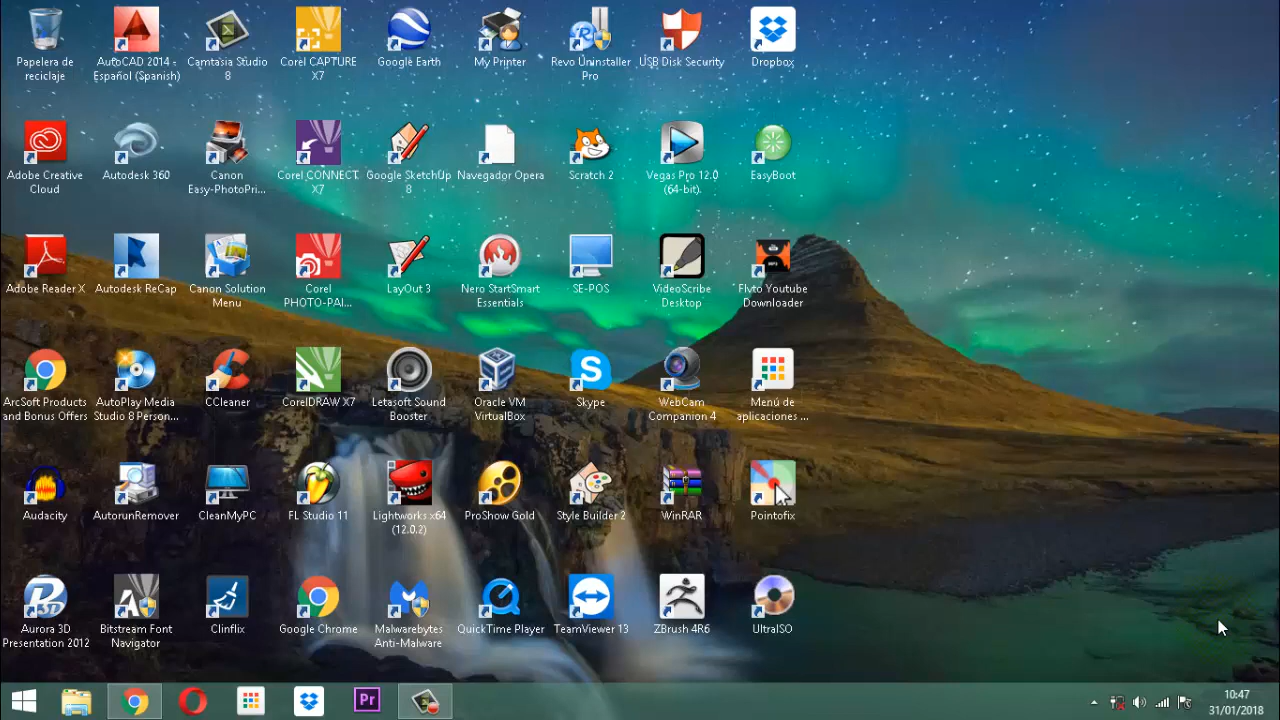 Papelera de
reciclaje
AutoCAD 2014 -
Español (Spanish)
Camtasia Studio
8
Corel CAPTURE
X7
Google Earth
My Printer
Revo Uninstaller
Pro
USB Disk Security
Dropbox
Adobe Creative
Cloud
Autodesk 360
Canon
Easy-PhotoPri...
Corel CONNECT
X7
Google SketchUp
8
Navegador Opera
Scratch 2
Vegas Pro 12.0
(64-bit)
EasyBoot
Adobe Reader X
Autodesk ReCap
Canon Solution
Menu
Corel
PHOTO-PAI...
LayOut 3
Nero StartSmart
Essentials
SE-POS
VideoScribe
Desktop
Flyto Youtube
Downloader
ArcSoft Products
and Bonus Offers
AutoPlay Media
Studio 8 Person...
CCleaner
CorelDRAW X7
Letasoft Sound
Booster
Oracle VM
VirtualBox
Skype
WebCam
Companion 4
Menú de
aplicaciones ...
Audacity
AutorunRemover
CleanMyPC
FL Studio 11
Lightworks x64
(12.0.2)
ProShow Gold
Style Builder 2
WinRAR
Pointofix
Aurora 3D
Presentation 2012
Bitstream Font
Navigator
Clinflix
Google Chrome
Malwarebytes
Anti-Malware
QuickTime Player
TeamViewer 13
ZBrush 4R6
UltraISO
Pr
10:47
31/01/2018